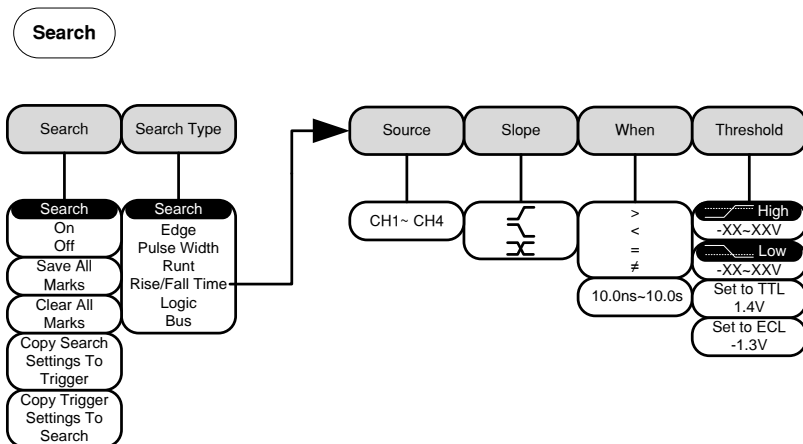 Search
Search
Search Type
Source
Slope
When
Threshold
Search
On
Off
Save All
Marks
Clear All
Marks
Copy Search
Settings To
Trigger
Copy Trigger
Settings To
Search
Search
Edge
Pulse Width
Runt
Rise/Fall Time
Logic
Bus
CH1~ CH4
>
<
=
≠
10.0ns~10.0s
High
-XX~XXV
Low
-XX~XXV
Set to TTL
1.4V
Set to ECL
-1.3V